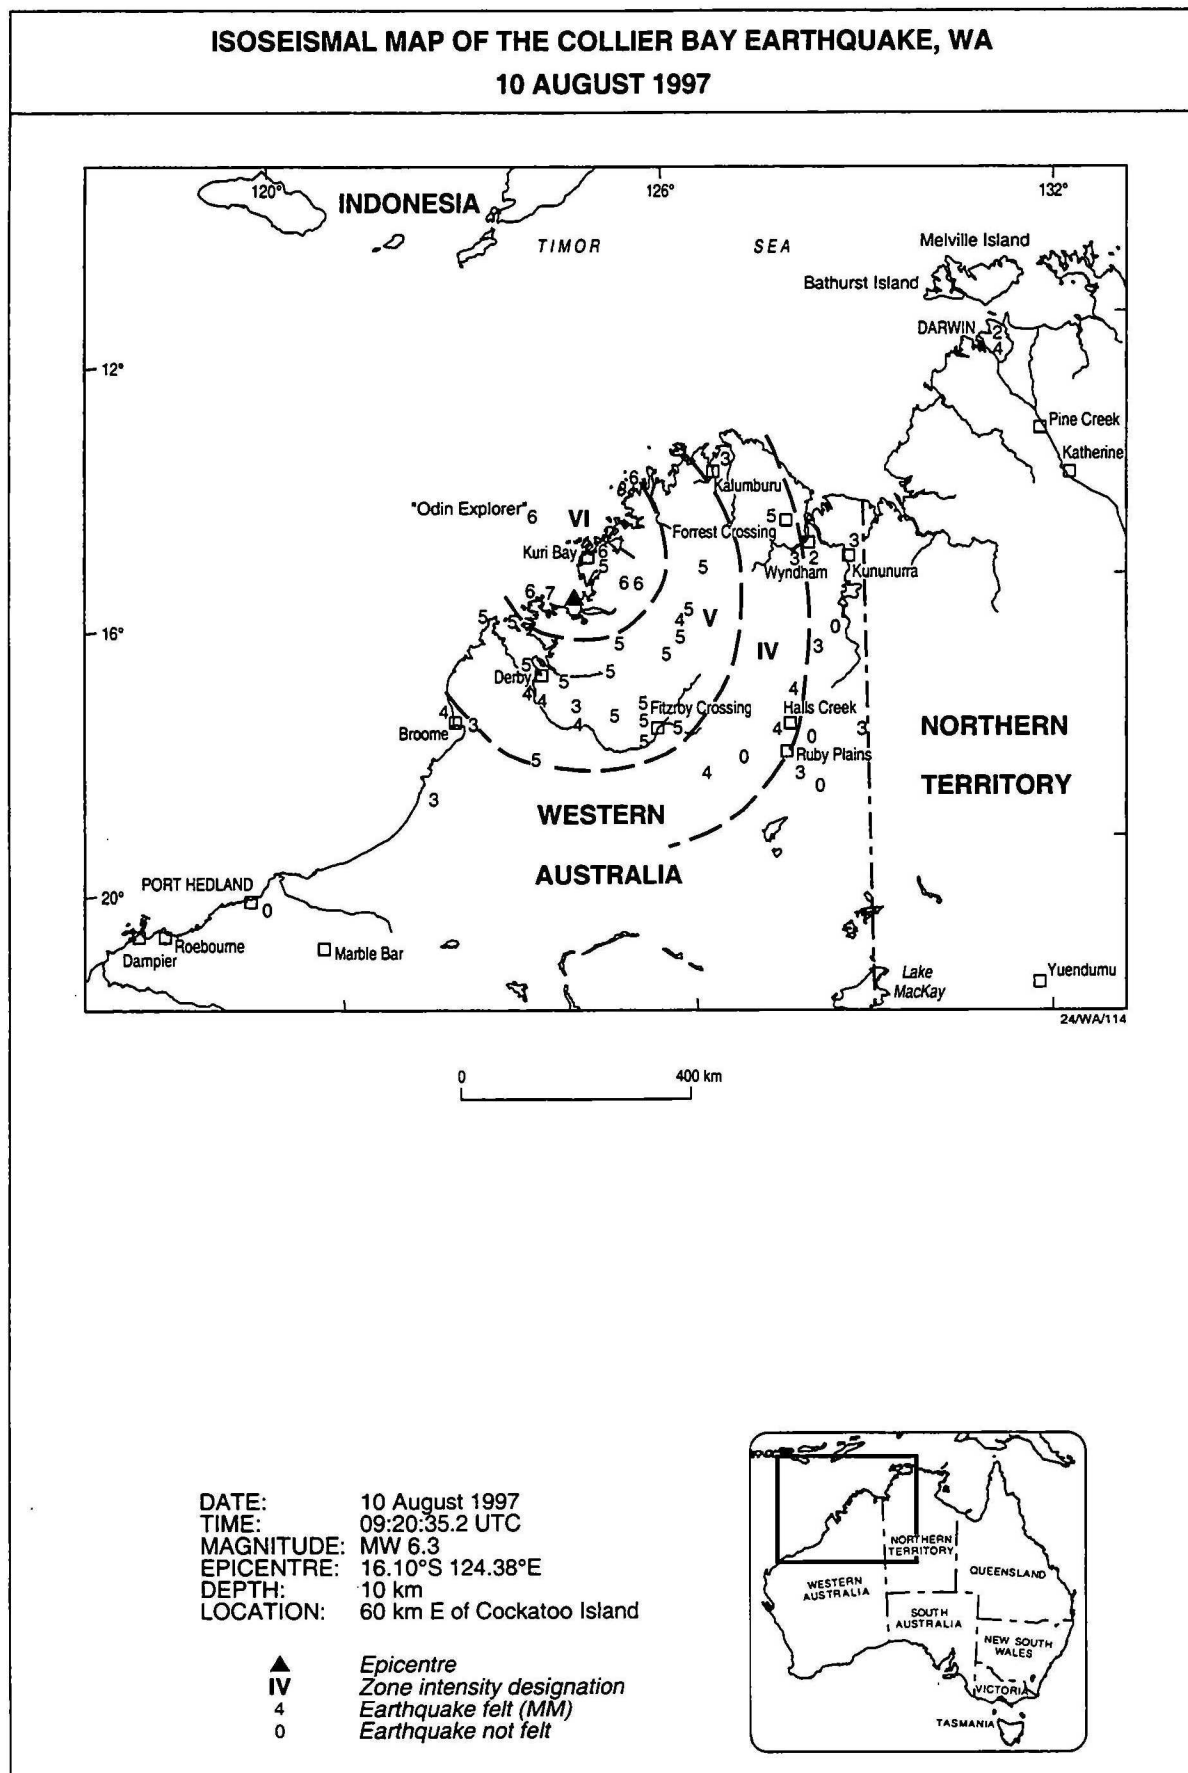 ISOSEISMAL MAP OF THE COLLIER BAY EARTHQUAKE, WA
10 AUGUST 1997
120°
126°
132°
INDONESIA
TIMOR SEA
Melville Island
Bathurst Island
DARWIN
2
4
12°
Pine Creek
Katherine
3
Kalumburu
6
6
"Odin Explorer" 6
VI
5
Forrest Crossing
Kuri Bay
6
5
3 2
Wyndham
3
Kununurra
5
6 6
6 7
5
4
V
5
5
5
0
16°
5
5
IV
3
5
5
Derby
5
4 4
3
4
5
5
5
5
5
Fitzroy Crossing
4
Halls Creek
4
0
3
4
3
Broome
5
4
0
Ruby Plains
3
0
NORTHERN
TERRITORY
3
WESTERN
AUSTRALIA
20°
PORT HEDLAND
0
Roebourne
Dampier
Marble Bar
Lake
MacKay
Yuendumu
24/WA/114
0 400 km
DATE: 10 August 1997
TIME: 09:20:35.2 UTC
MAGNITUDE: MW 6.3
EPICENTRE: 16.10°S 124.38°E
DEPTH: 10 km
LOCATION: 60 km E of Cockatoo Island
Epicentre
IV Zone intensity designation
4 Earthquake felt (MM)
0 Earthquake not felt
NORTHERN
TERRITORY
QUEENSLAND
WESTERN
AUSTRALIA
SOUTH
AUSTRALIA
NEW SOUTH
WALES
VICTORIA
TASMANIA